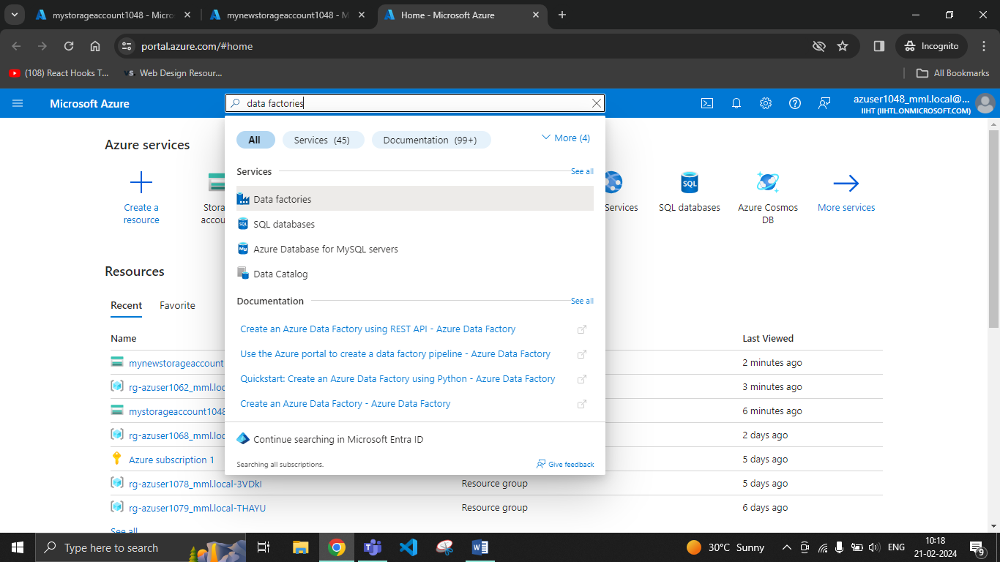 mystorageaccount1048 - Micro
mynewstorageaccount1048 - M
Home - Microsoft Azure
portal.azure.com/#home
Incognito
(108) React Hooks T...
Web Design Resour...
All Bookmarks
Microsoft Azure
data factories
azuser1048_mml.local@...
IIHT (IIHTLONMICROSOFT.COM)
All
Services (45)
Documentation (99+)
More (4)
Azure services
Services
See all
Create a
resource
Stora
accou
Data factories
SQL databases
Azure Database for MySQL servers
Data Catalog
Services
SQL databases
Azure Cosmos
DB
More services
Documentation
See all
Create an Azure Data Factory using REST API - Azure Data Factory
Use the Azure portal to create a data factory pipeline - Azure Data Factory
Quickstart: Create an Azure Data Factory using Python - Azure Data Factory
Create an Azure Data Factory - Azure Data Factory
Continue searching in Microsoft Entra ID
Searching all subscriptions.
Give feedback
Resources
Recent
Favorite
Name
Last Viewed
mynewstorageaccount
2 minutes ago
rg-azuser1062_mml.loc
3 minutes ago
mystorageaccount1048
6 minutes ago
rg-azuser1068_mml.loc
2 days ago
Azure subscription 1
5 days ago
rg-azuser1078_mml.local-3VDkI
Resource group
5 days ago
rg-azuser1079_mml.local-THAYU
Resource group
6 days ago
See all
Type here to search
30°C Sunny
ENG
10:18
21-02-2024
9